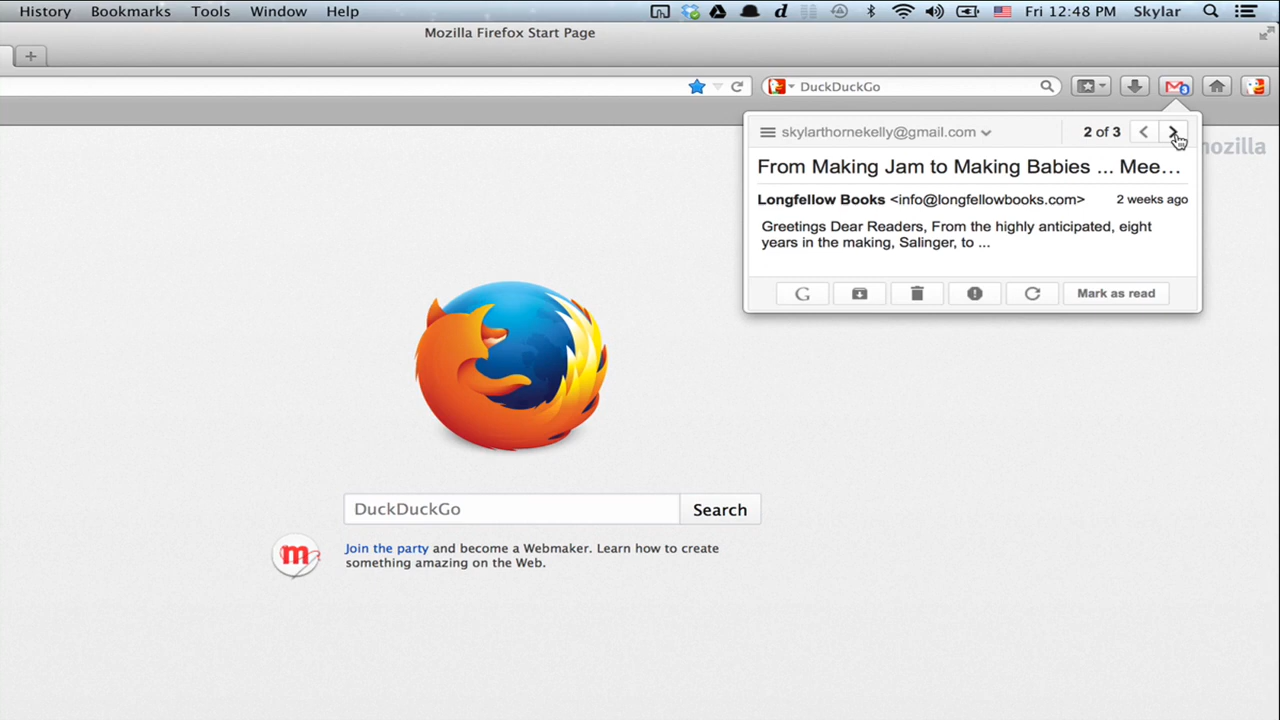 History Bookmarks Tools Window Help
d
Fri 12:48 PM Skylar
Mozilla Firefox Start Page
DuckDuckGo
3
skylarthornekelly@gmail.com 2 of 3
mozilla
From Making Jam to Making Babies ... Mee...
Longfellow Books <info@longfellowbooks.com> 2 weeks ago
Greetings Dear Readers, From the highly anticipated, eight
years in the making, Salinger, to ...
G Mark as read
DuckDuckGo Search
m
Join the party and become a Webmaker. Learn how to create
something amazing on the Web.